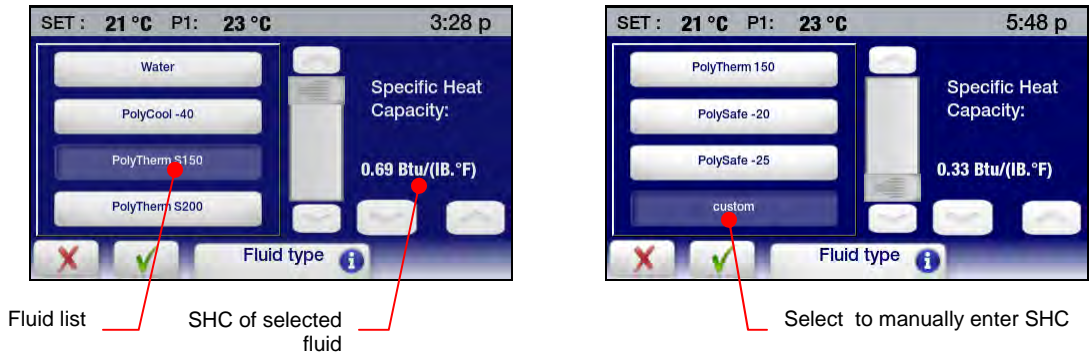 SET : 21 °C P1: 23 °C 3:28 p
Water
PolyCool -40
PolyTherm S150
PolyTherm S200
Specific Heat
Capacity:
0.69 Btu/(IB.°F)
Fluid type i
Fluid list
SHC of selected
fluid
SET : 21 °C P1: 23 °C 5:48 p
PolyTherm 150
PolySafe -20
PolySafe -25
custom
Specific Heat
Capacity:
0.33 Btu/(IB.°F)
Fluid type i
Select to manually enter SHC